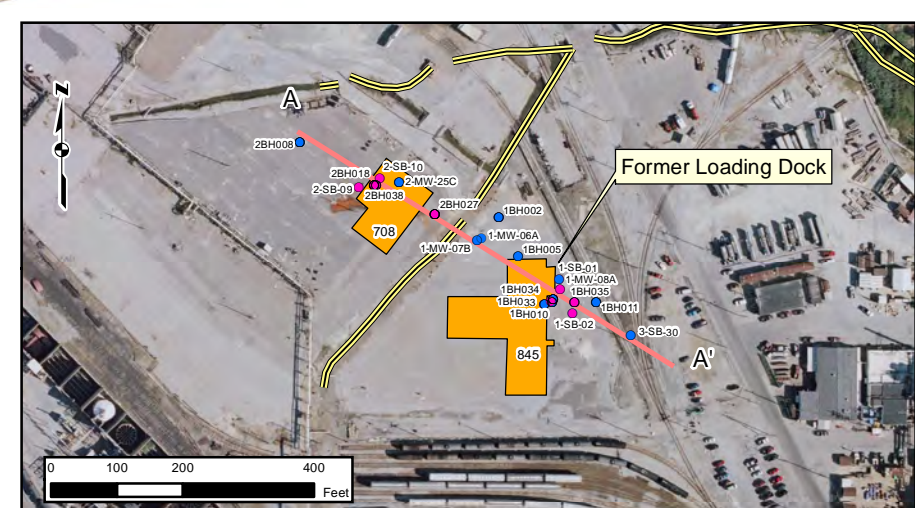 N
A
2BH008
2BH018
2-SB-10
2-SB-09
2BH038
2-MW-25C
708
2BH027
1BH002
1-MW-06A
1-MW-07B
1BH005
Former Loading Dock
1-SB-01
1-MW-08A
1BH034
1BH035
1BH033
1BH011
1BH010
1-SB-02
3-SB-30
845
A'
0 100 200 400
Feet